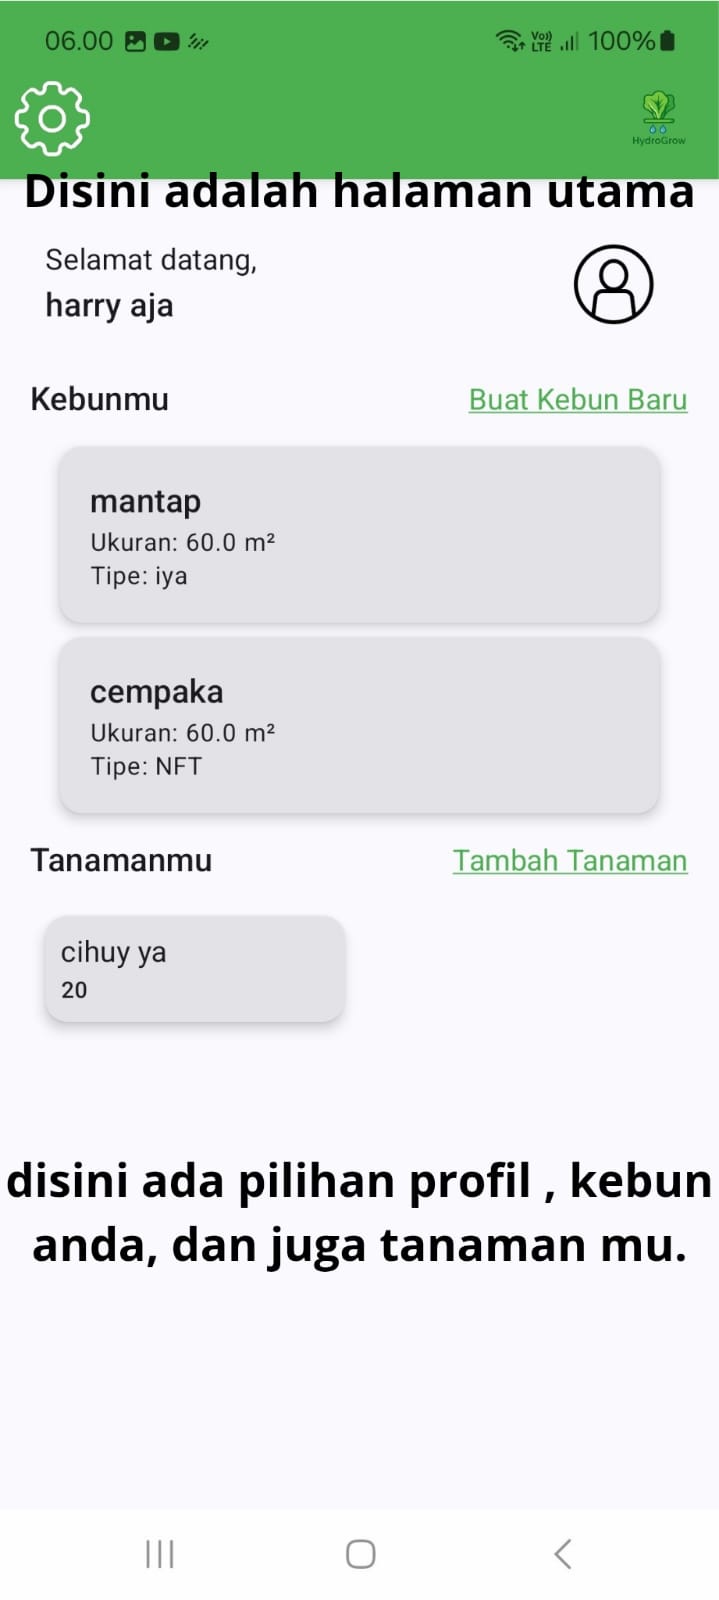 06.00
Vo))
LTE
100%
HydroGrow
Disini adalah halaman utama
Selamat datang,
harry aja
Kebunmu
Buat Kebun Baru
mantap
Ukuran: 60.0 m²
Tipe: iya
cempaka
Ukuran: 60.0 m²
Tipe: NFT
Tanamanmu
Tambah Tanaman
cihuy ya
20
disini ada pilihan profil , kebun
anda, dan juga tanaman mu.